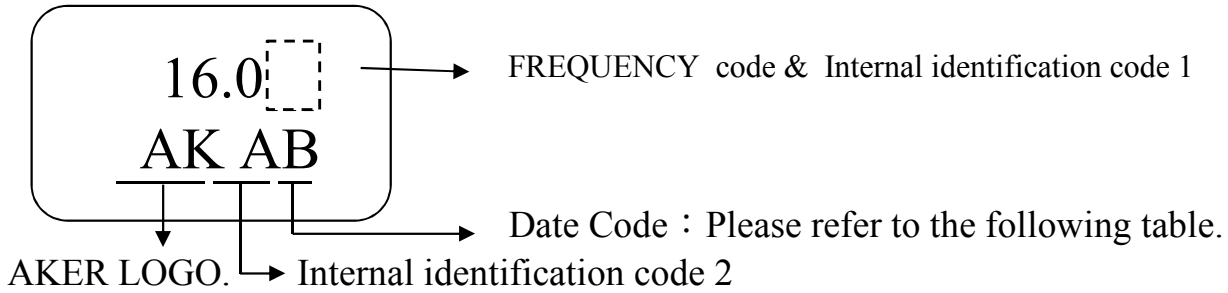 16.0
FREQUENCY code & Internal identification code 1
AK AB
Date Code：Please refer to the following table.
AKER LOGO.
Internal identification code 2